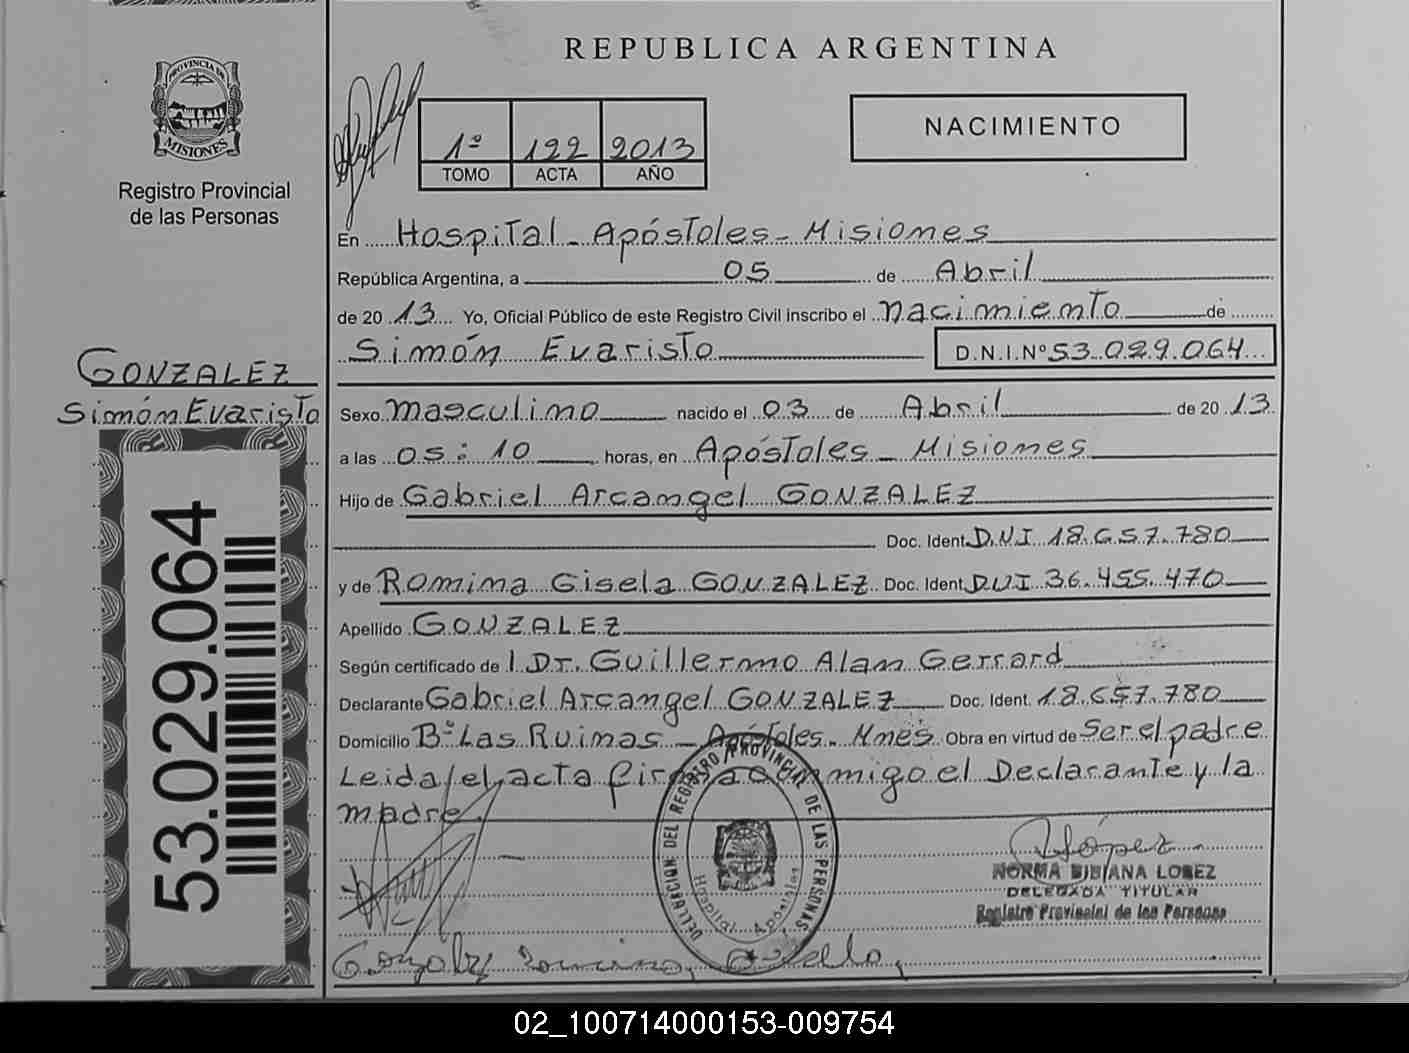 REPUBLICA ARGENTINA
PROVINCIA DE
MISIONES
Registro Provincial
de las Personas
1º 122 2013
TOMO ACTA AÑO
NACIMIENTO
En Hospital - Apóstoles - Misiones
República Argentina, a 05 de Abril
de 2013 Yo, Oficial Público de este Registro Civil inscribo el nacimiento de
Simón Evaristo D.N.I.Nº 53.029.064
GONZALEZ
Simón Evaristo
53.029.064
Sexo masculino nacido el 03 de Abril de 2013
a las 05:10 horas, en Apóstoles - Misiones
Hijo de Gabriel Arcangel GONZALEZ
Doc. Ident. DNI 18.657.780
y de Romina Gisela GONZALEZ Doc. Ident. DNI 36.455.470
Apellido GONZALEZ
Según certificado de Dr. Guillermo Alan Gerrard
Declarante Gabriel Arcangel GONZALEZ Doc. Ident. 18.657.780
Domicilio Bº Las Ruinas - Apóstoles - Mnes Obra en virtud de Ser el padre
Leida el acta firma conmigo el Declarante y la
madre.
DELEGACION DEL REGISTRO PROVINCIAL DE LAS PERSONAS
Hospital Apóstoles
López
NORMA BIBIANA LOPEZ
DELEGADA TITULAR
Registro Provincial de las Personas
02_100714000153-009754